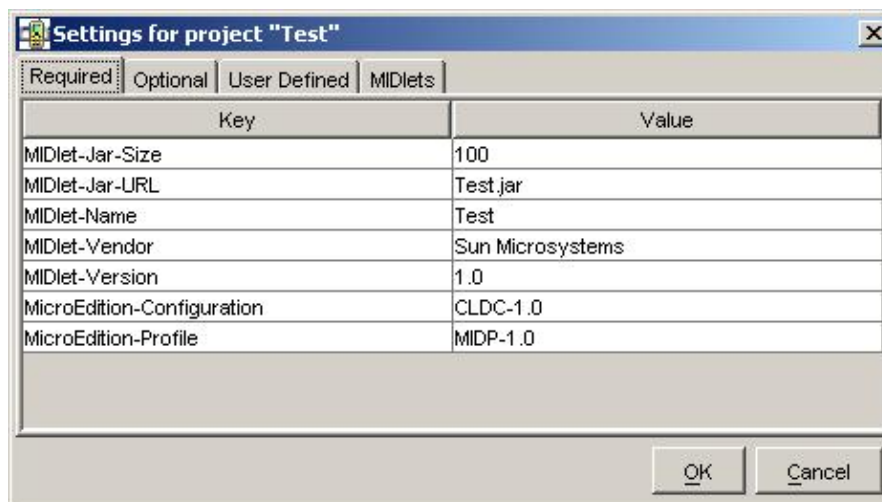 Settings for project "Test"
Required Optional User Defined MIDlets
Key Value
MIDlet-Jar-Size 100
MIDlet-Jar-URL Test.jar
MIDlet-Name Test
MIDlet-Vendor Sun Microsystems
MIDlet-Version 1.0
MicroEdition-Configuration CLDC-1.0
MicroEdition-Profile MIDP-1.0
OK Cancel